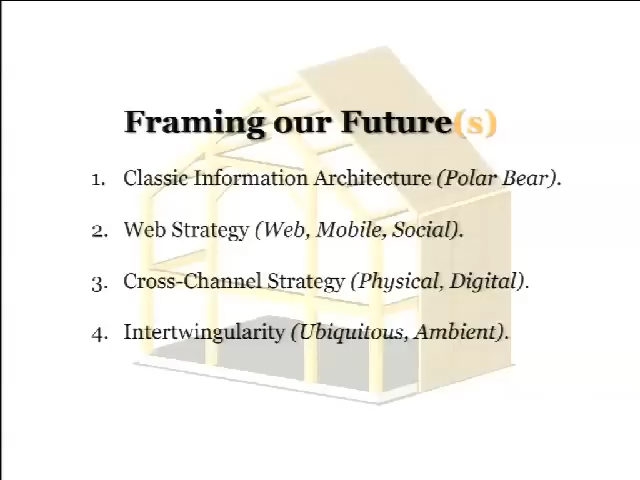 Framing our Future(s)
1. Classic Information Architecture (Polar Bear).
2. Web Strategy (Web, Mobile, Social).
3. Cross-Channel Strategy (Physical, Digital).
4. Intertwingularity (Ubiquitous, Ambient).